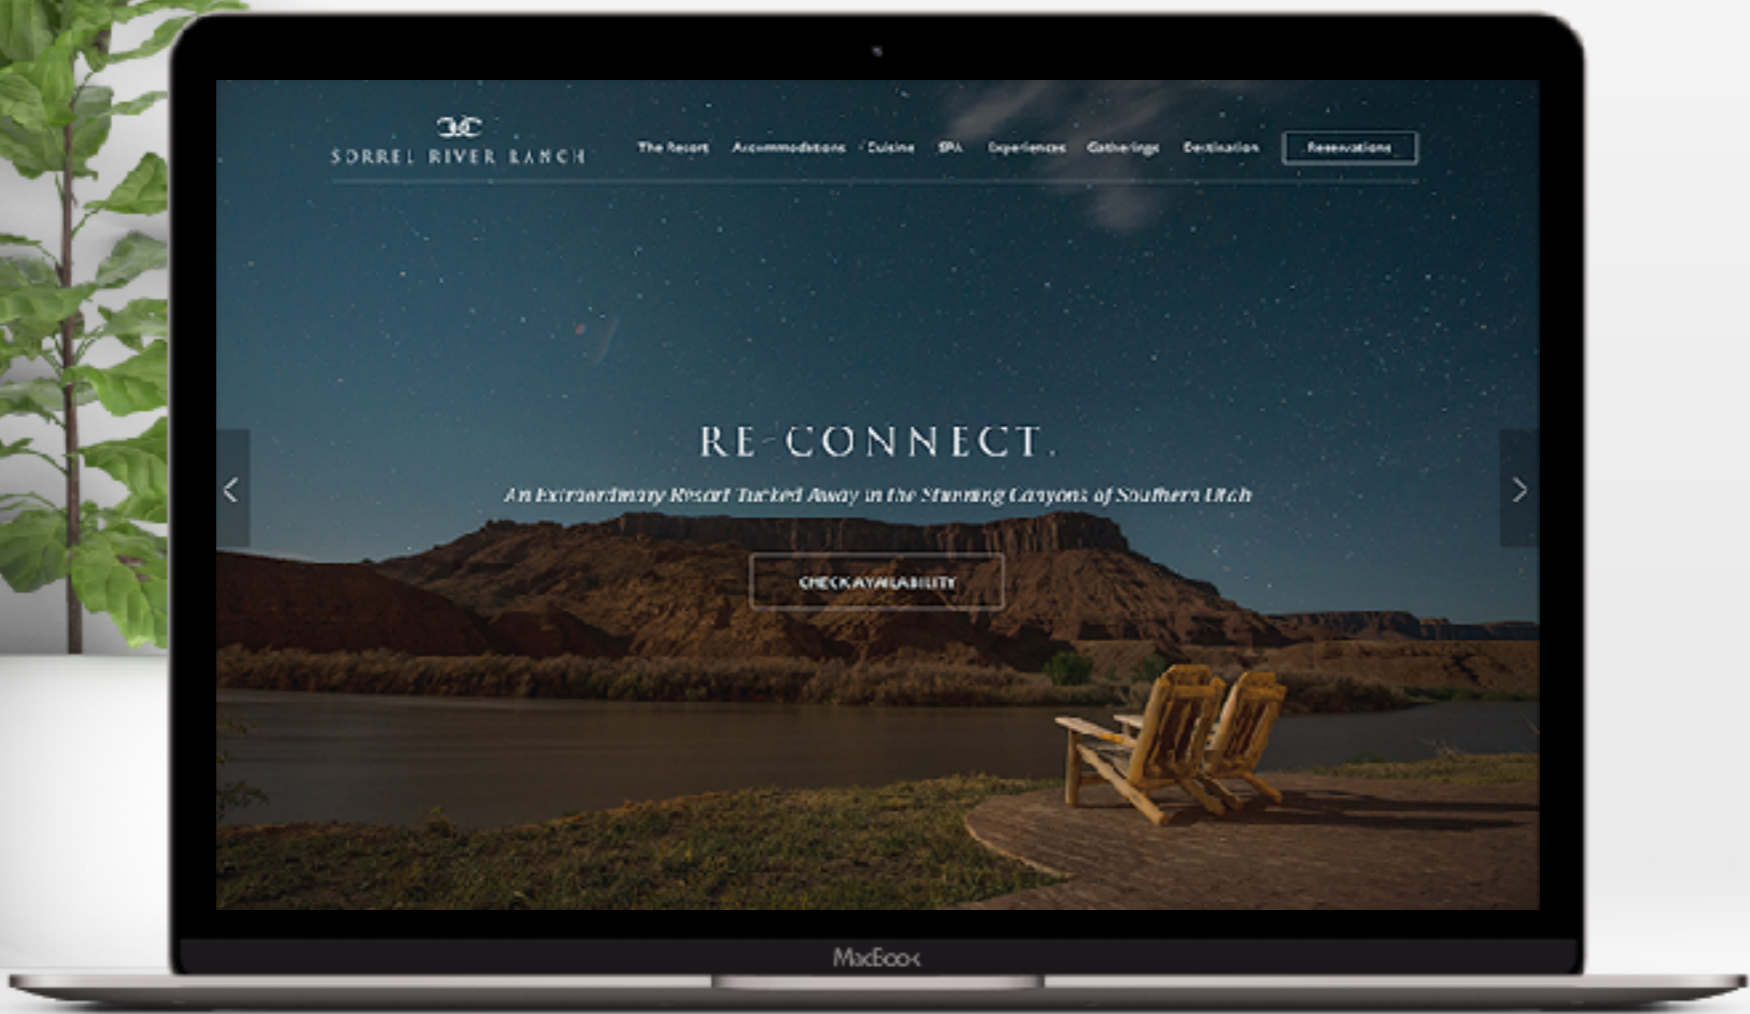 SORREL RIVER RANCH
The Resort Accommodations Cuisine SPA Experiences Gatherings Destination Reservations
RE-CONNECT.
An Extraordinary Resort Tucked Away in the Stunning Canyons of Southern Utah
CHECK AVAILABILITY
MacBook